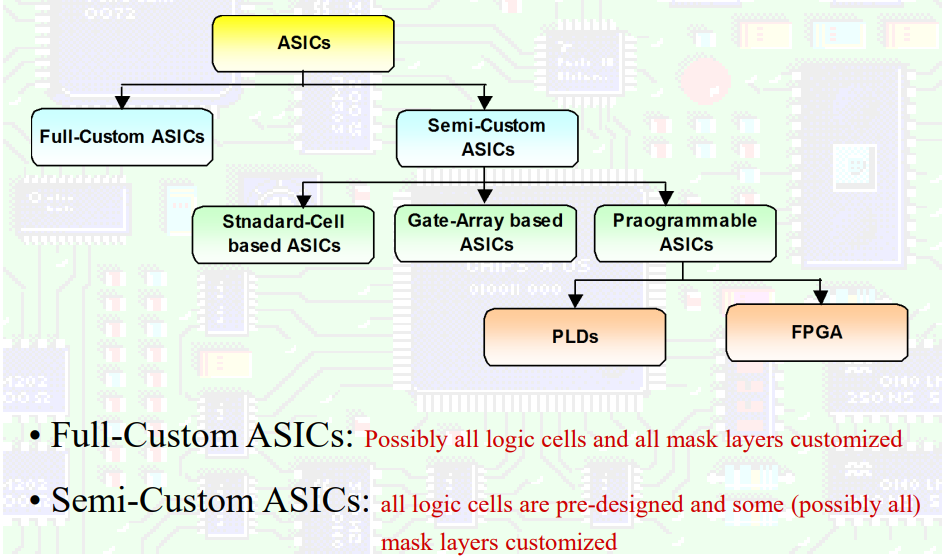 ASICs
Full-Custom ASICs
Semi-Custom
ASICs
Stnadard-Cell
based ASICs
Gate-Array based
ASICs
Praogrammable
ASICs
PLDs
FPGA
• Full-Custom ASICs: Possibly all logic cells and all mask layers customized
• Semi-Custom ASICs: all logic cells are pre-designed and some (possibly all)
mask layers customized